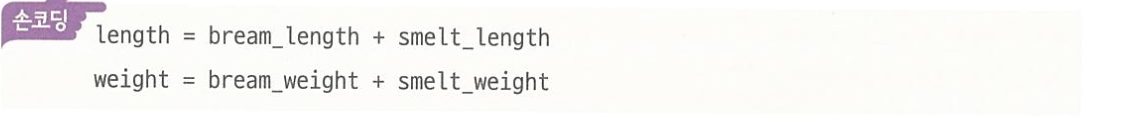 손코딩
length = bream_length + smelt_length
weight = bream_weight + smelt_weight